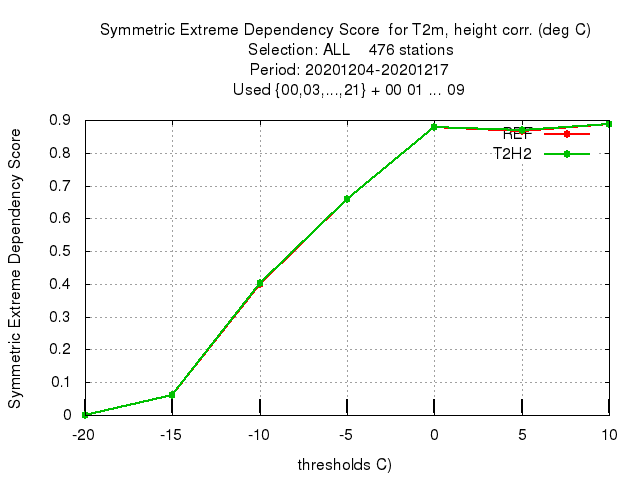 Symmetric Extreme Dependency Score for T2m, height corr. (deg C)
Selection: ALL 476 stations
Period: 20201204-20201217
Used {00,03,...,21} + 00 01 ... 09
Symmetric Extreme Dependency Score
0.9
0.8
0.7
0.6
0.5
0.4
0.3
0.2
0.1
0
REF
T2H2
-20
-15
-10
-5
0
5
10
thresholds C)